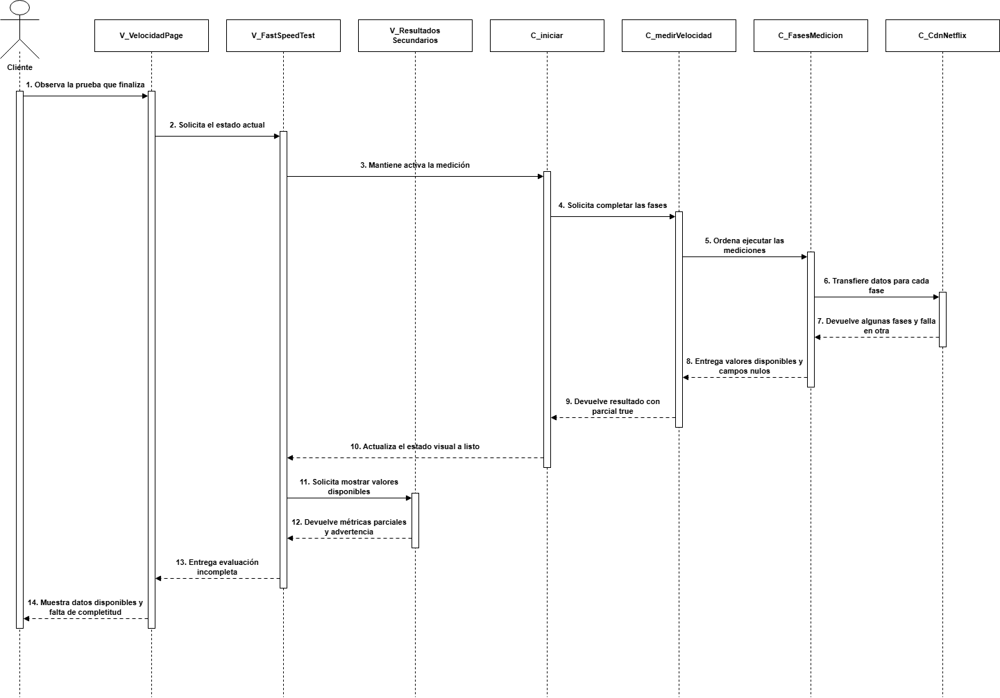 V_VelocidadPage
V_FastSpeedTest
V_Resultados
Secundarios
C_iniciar
C_medirVelocidad
C_FasesMedicion
C_CdnNetflix
Cliente
1. Observa la prueba que finaliza
2. Solicita el estado actual
3. Mantiene activa la medición
4. Solicita completar las fases
5. Ordena ejecutar las
mediciones
6. Transfiere datos para cada
fase
7. Devuelve algunas fases y falla
en otra
8. Entrega valores disponibles y
campos nulos
9. Devuelve resultado con
parcial true
10. Actualiza el estado visual a listo
11. Solicita mostrar valores
disponibles
12. Devuelve métricas parciales
y advertencia
13. Entrega evaluación
incompleta
14. Muestra datos disponibles y
falta de completitud